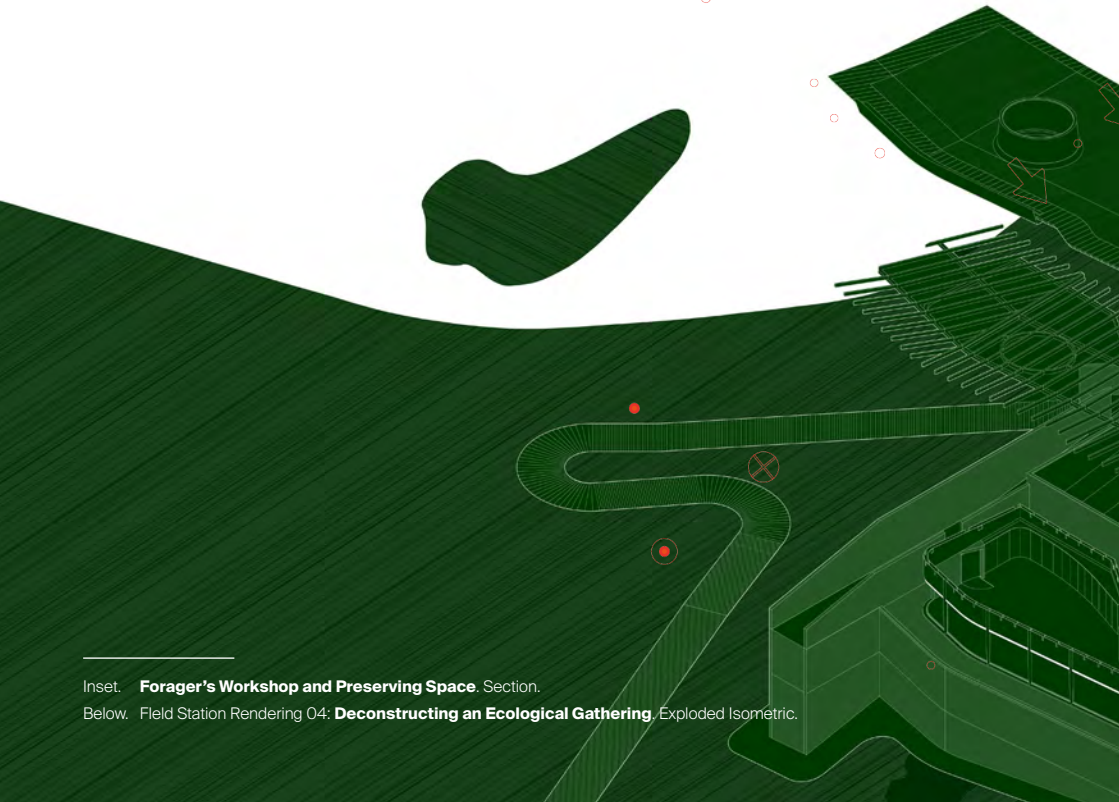 Inset. Forager’s Workshop and Preserving Space. Section.
Below. FIeld Station Rendering 04: Deconstructing an Ecological Gathering. Exploded Isometric.